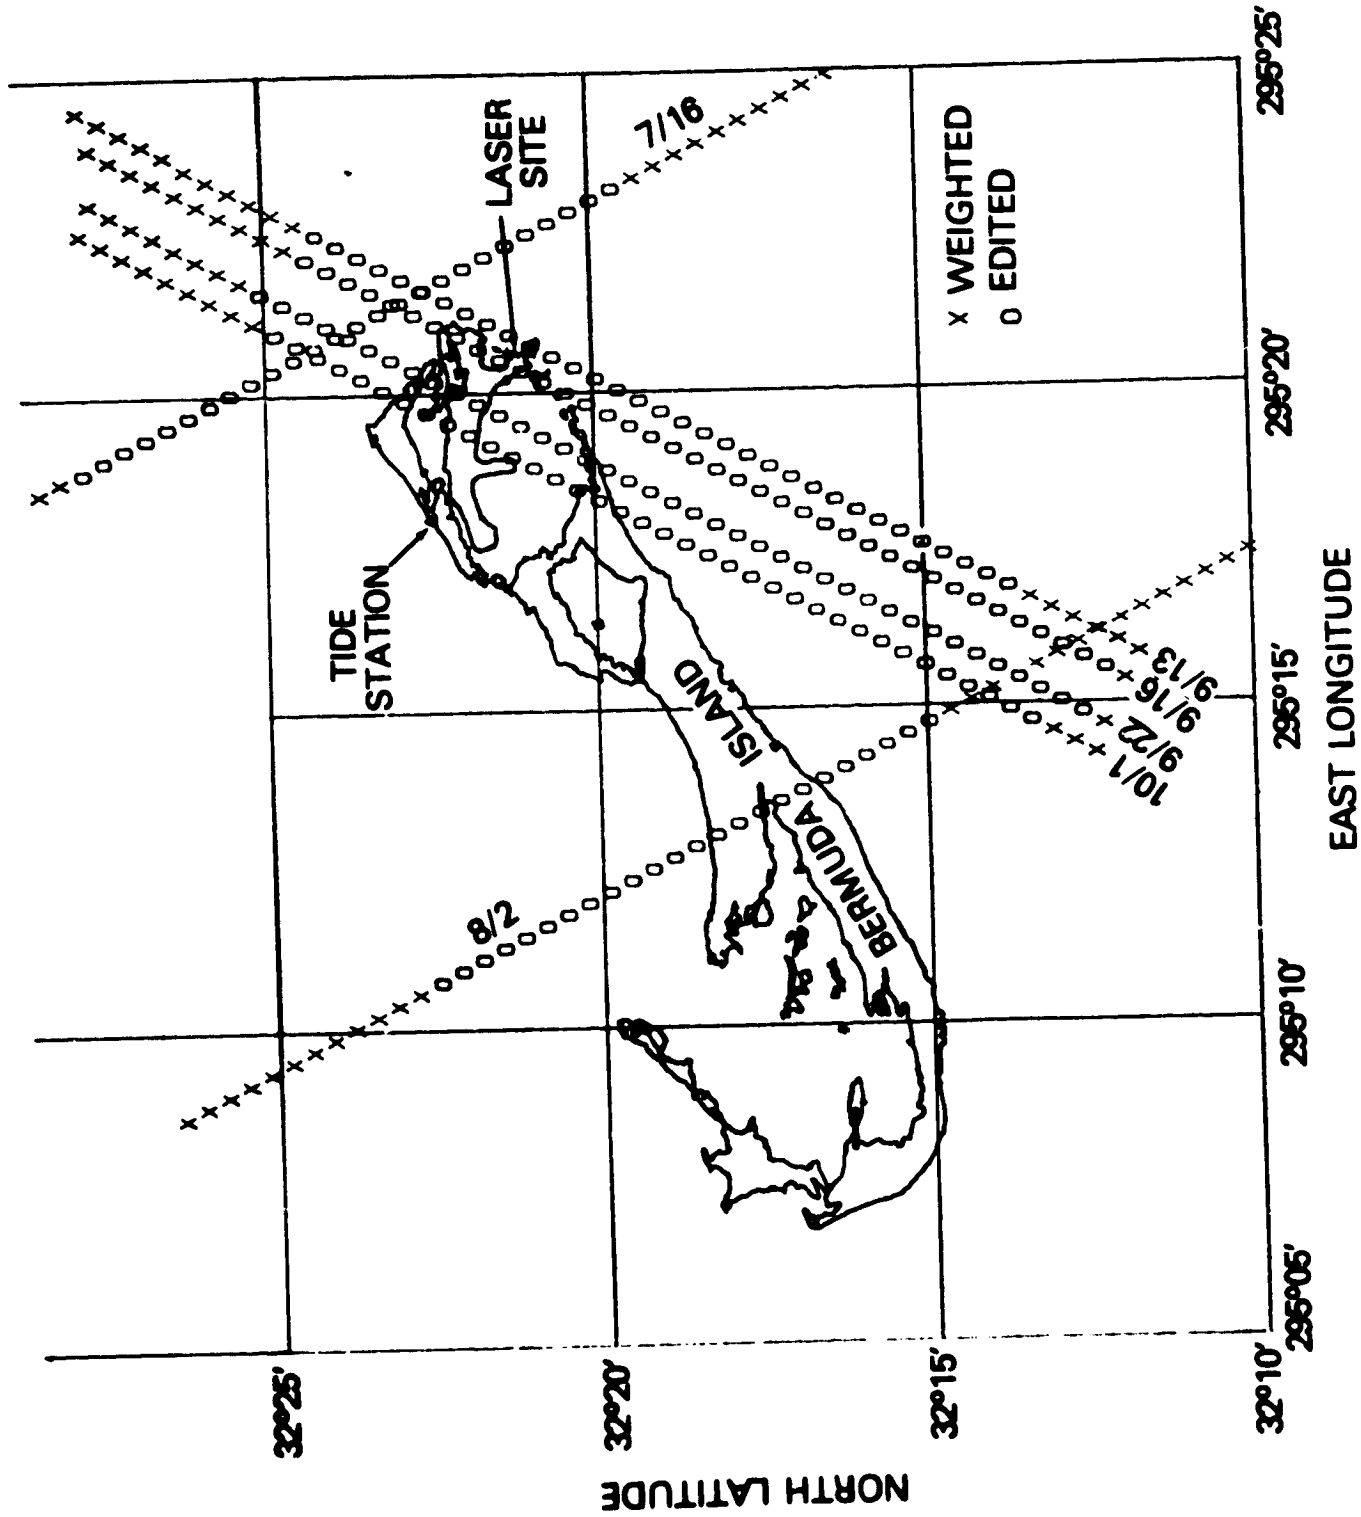 32°25'
32°20'
32°15'
32°10'
NORTH LATITUDE
295°05'
295°10'
295°15'
295°20'
295°25'
EAST LONGITUDE
TIDE
STATION
LASER
SITE
BERMUDA ISLAND
8/2
7/16
10/1
9/22
9/16
9/13
x WEIGHTED
o EDITED